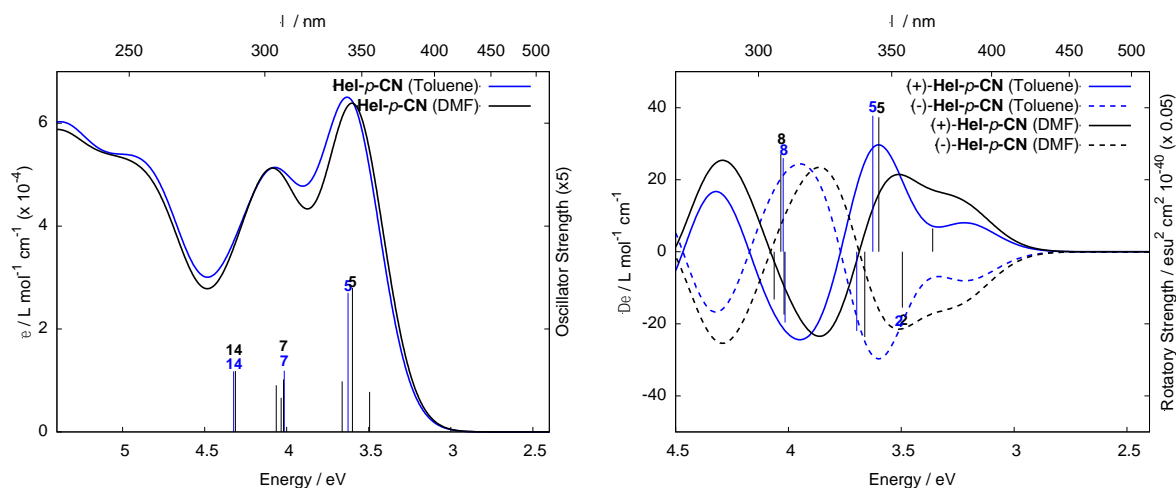 l / nm
250 300 350 400 450 500
Hel-p-CN (Toluene)
Hel-p-CN (DMF)
e / L mol-1 cm-1 (x 10-4)
6
4
2
0
14
14
7
7
5
5
Oscillator Strength (x5)
5 4.5 4 3.5 3 2.5
Energy / eV
l / nm
300 350 400 450 500
(+)-Hel-p-CN (Toluene)
(-)-Hel-p-CN (Toluene)
(+)-Hel-p-CN (DMF)
(-)-Hel-p-CN (DMF)
De / L mol-1 cm-1
40
20
0
-20
-40
8
8
5
5
2
2
Rotatory Strength / esu2 cm2 10-40 (x 0.05)
4.5 4 3.5 3 2.5
Energy / eV